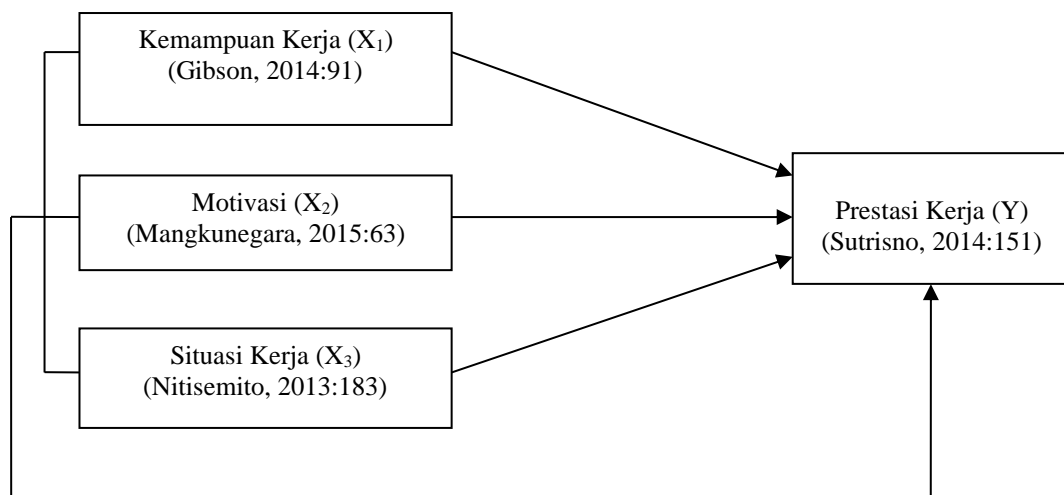 Kemampuan Kerja (X₁)
(Gibson, 2014:91)
Motivasi (X₂)
(Mangkunegara, 2015:63)
Situasi Kerja (X₃)
(Nitisemito, 2013:183)
Prestasi Kerja (Y)
(Sutrisno, 2014:151)